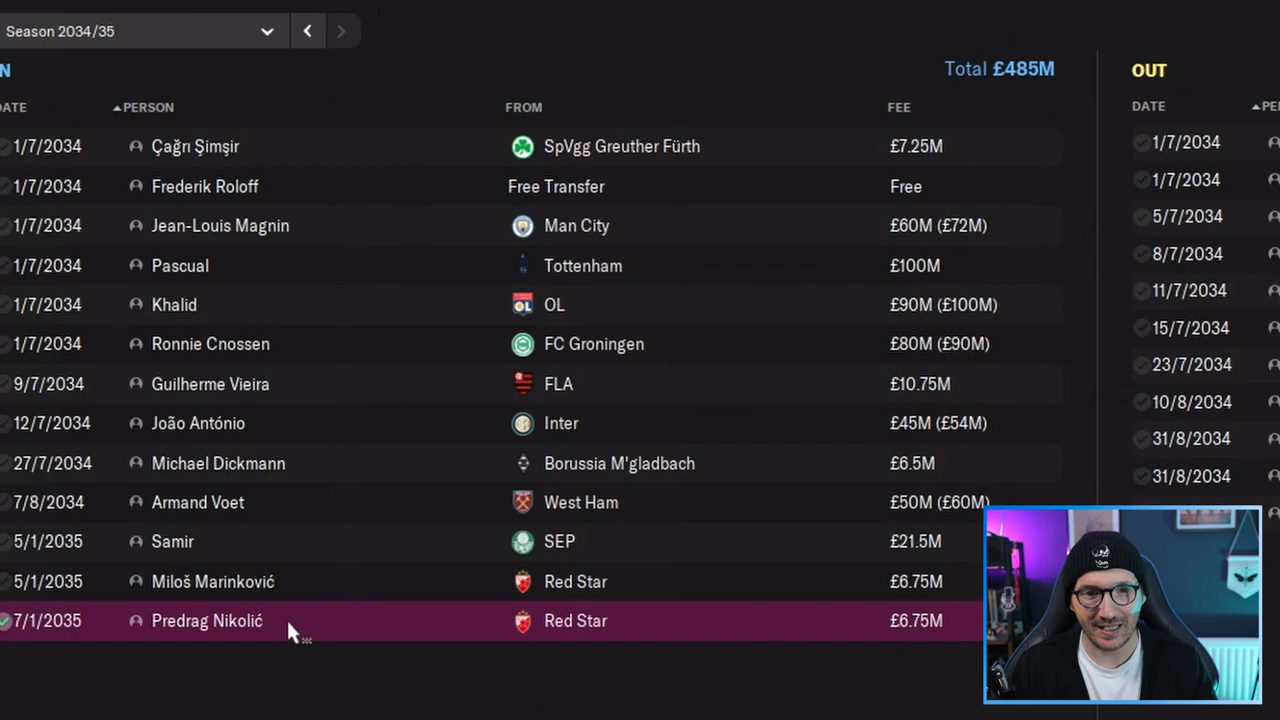 Season 2034/35
N Total £485M OUT
ATE PERSON FROM FEE DATE PE
1/7/2034 Çağrı Şimşir SpVgg Greuther Fürth £7.25M 1/7/2034
1/7/2034 Frederik Roloff Free Transfer Free 1/7/2034
1/7/2034 Jean-Louis Magnin Man City £60M (£72M) 5/7/2034
1/7/2034 Pascual Tottenham £100M 8/7/2034
1/7/2034 Khalid OL £90M (£100M) 11/7/2034
1/7/2034 Ronnie Cnossen FC Groningen £80M (£90M) 15/7/2034
9/7/2034 Guilherme Vieira FLA £10.75M 23/7/2034
12/7/2034 João António Inter £45M (£54M) 10/8/2034
27/7/2034 Michael Dickmann Borussia M'gladbach £6.5M 31/8/2034
7/8/2034 Armand Voet West Ham £50M (£60M) 31/8/2034
5/1/2035 Samir SEP £21.5M
5/1/2035 Miloš Marinković Red Star £6.75M
7/1/2035 Predrag Nikolić Red Star £6.75M